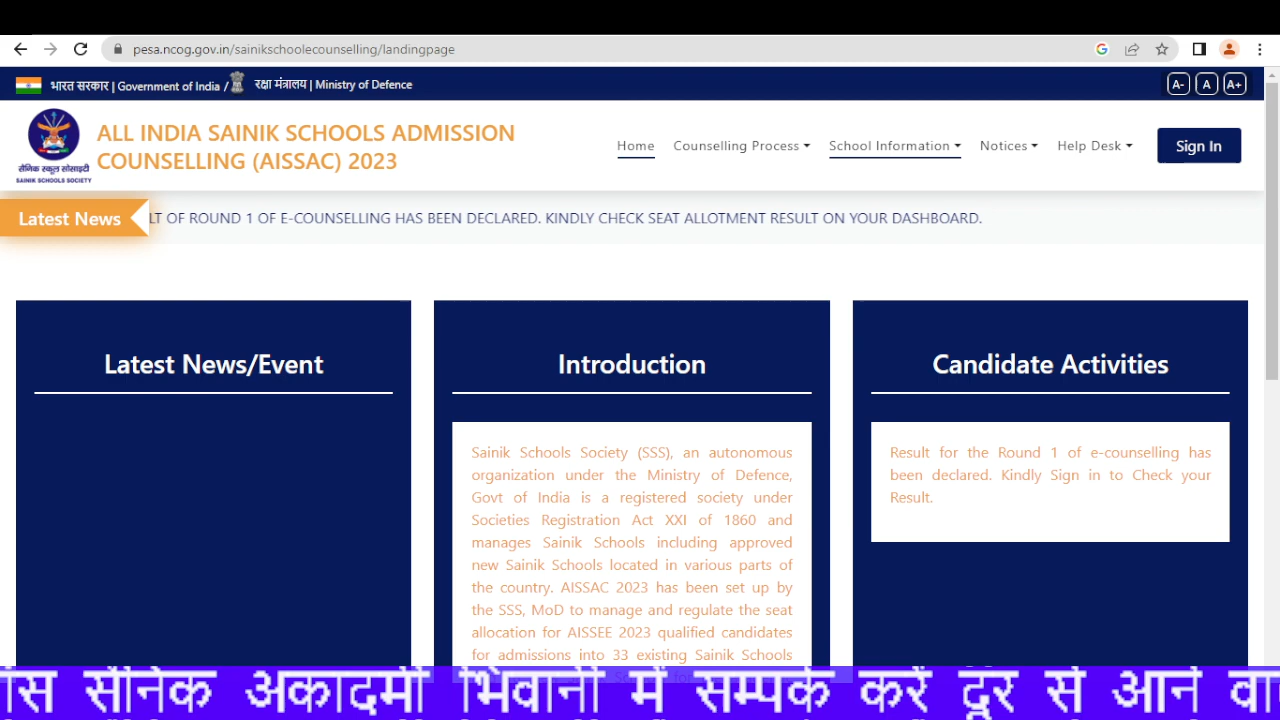 pesa.ncog.gov.in/sainikschoolecounselling/landingpage
भारत सरकार | Government of India / रक्षा मंत्रालय | Ministry of Defence
A- A A+
सैनिक स्कूल सोसाइटी
SAINIK SCHOOLS SOCIETY
ALL INDIA SAINIK SCHOOLS ADMISSION
COUNSELLING (AISSAC) 2023
Home Counselling Process School Information Notices Help Desk Sign In
Latest News
LT OF ROUND 1 OF E-COUNSELLING HAS BEEN DECLARED. KINDLY CHECK SEAT ALLOTMENT RESULT ON YOUR DASHBOARD.
Latest News/Event
Introduction
Sainik Schools Society (SSS), an autonomous
organization under the Ministry of Defence,
Govt of India is a registered society under
Societies Registration Act XXI of 1860 and
manages Sainik Schools including approved
new Sainik Schools located in various parts of
the country. AISSAC 2023 has been set up by
the SSS, MoD to manage and regulate the seat
allocation for AISSEE 2023 qualified candidates
for admissions into 33 existing Sainik Schools
Candidate Activities
Result for the Round 1 of e-counselling has
been declared. Kindly Sign in to Check your
Result.
सैनिक अकादमी भिवानी में सम्पर्क करें दूर से आने वा